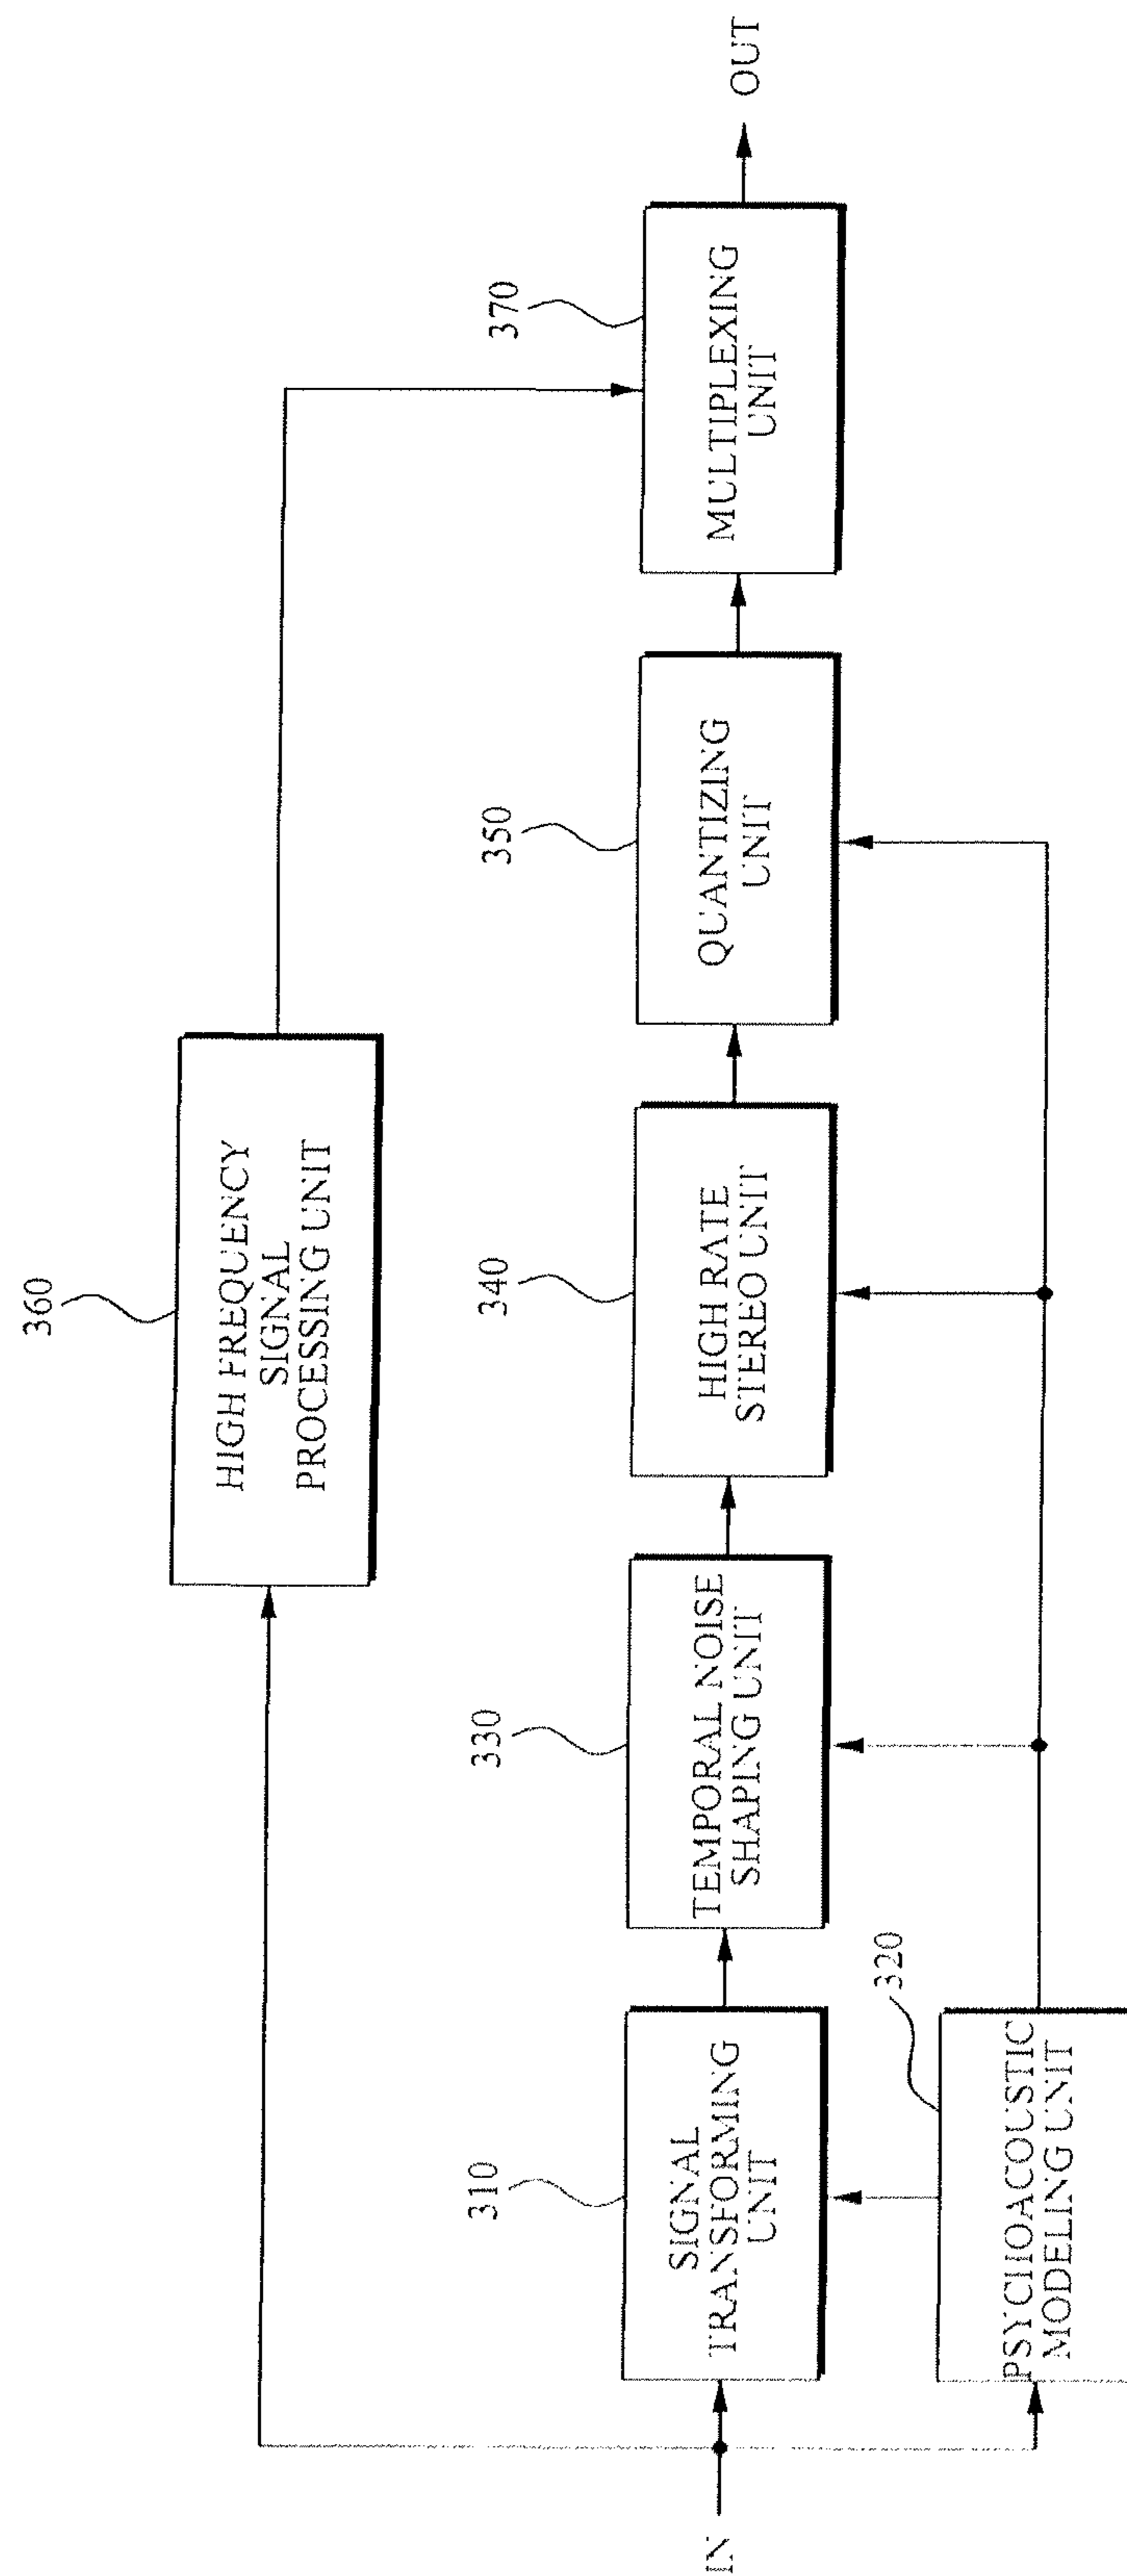 360
HIGH FREQUENCY
SIGNAL
PROCESSING UNIT
IN
310
SIGNAL
TRANSFORMING
UNIT
330
TEMPORAL NOISE
SHAPING UNIT
340
HIGH RATE
STEREO UNIT
350
QUANTIZING
UNIT
370
MULTIPLEXING
UNIT
OUT
320
PSYCHOACOUSTIC
MODELING UNIT